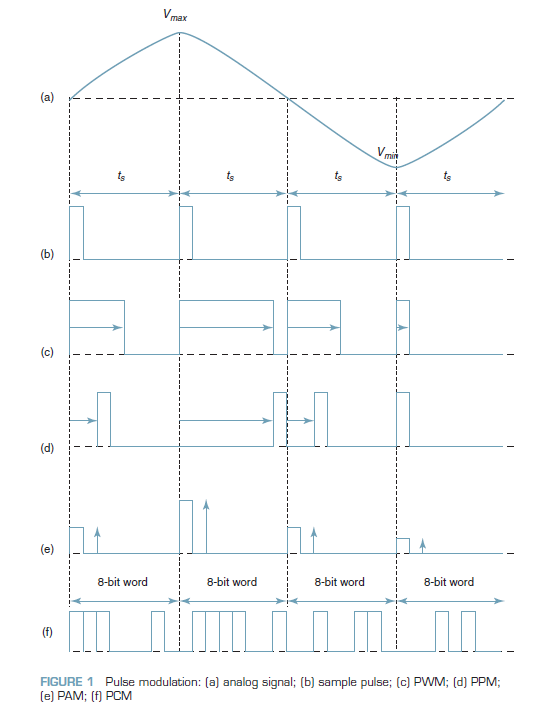 Vmax
(a)
Vmin
ts ts ts ts
(b)
(c)
(d)
(e)
8-bit word 8-bit word 8-bit word 8-bit word
(f)
FIGURE 1 Pulse modulation: (a) analog signal; (b) sample pulse; (c) PWM; (d) PPM;
(e) PAM; (f) PCM